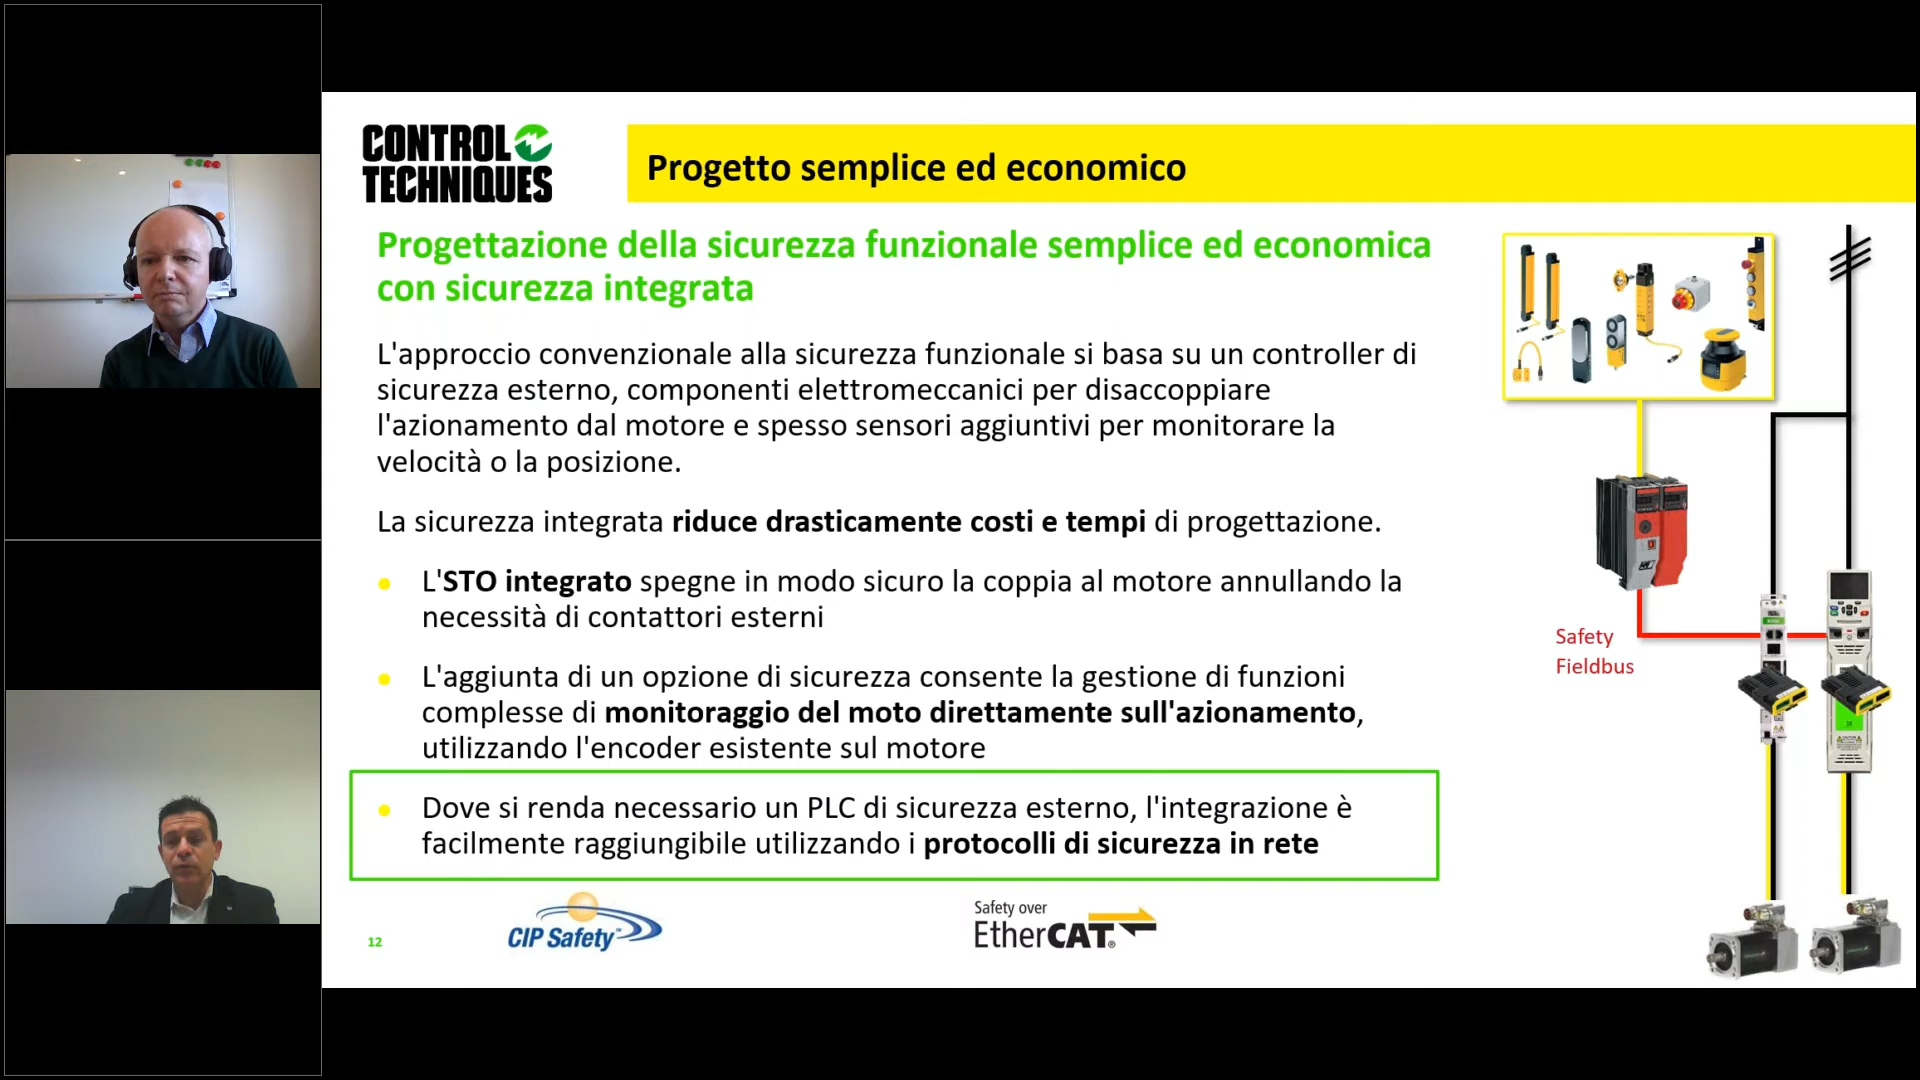 CONTROL
TECHNIQUES
Progetto semplice ed economico
Progettazione della sicurezza funzionale semplice ed economica
con sicurezza integrata
L'approccio convenzionale alla sicurezza funzionale si basa su un controller di
sicurezza esterno, componenti elettromeccanici per disaccoppiare
l'azionamento dal motore e spesso sensori aggiuntivi per monitorare la
velocità o la posizione.
La sicurezza integrata riduce drasticamente costi e tempi di progettazione.
L'STO integrato spegne in modo sicuro la coppia al motore annullando la
necessità di contattori esterni
L'aggiunta di un opzione di sicurezza consente la gestione di funzioni
complesse di monitoraggio del moto direttamente sull'azionamento,
utilizzando l'encoder esistente sul motore
Dove si renda necessario un PLC di sicurezza esterno, l'integrazione è
facilmente raggiungibile utilizzando i protocolli di sicurezza in rete
Safety
Fieldbus
12
CIP Safety™
Safety over
EtherCAT®